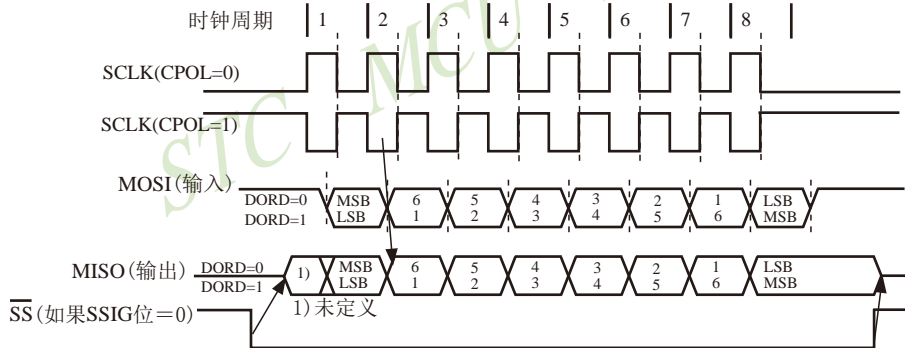 时钟周期 1 2 3 4 5 6 7 8
SCLK(CPOL=0)
SCLK(CPOL=1)
STC MCU
MOSI(输入)
DORD=0 MSB 6 5 4 3 2 1 LSB
DORD=1 LSB 1 2 3 4 5 6 MSB
MISO(输出)
DORD=0 1) MSB 6 5 4 3 2 1 LSB
DORD=1 LSB 1 2 3 4 5 6 MSB
1)未定义
SS(如果SSIG位=0)